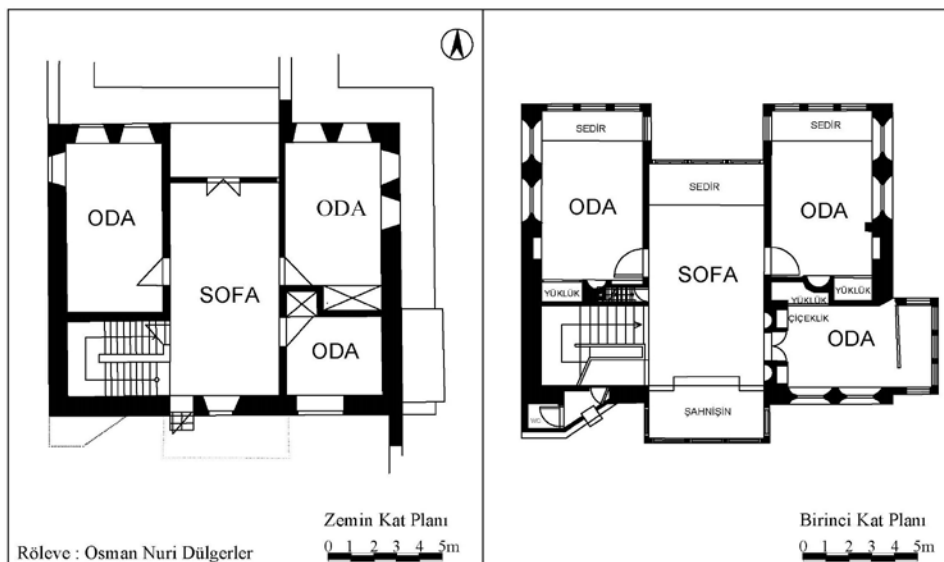 ODA
ODA
SOFA
ODA
Zemin Kat Planı
Röleve : Osman Nuri Dülgerler
0 1 2 3 4 5m
SEDİR
SEDİR
SEDİR
ODA
ODA
SOFA
YÜKLÜK
YÜKLÜK
YÜKLÜK
ÇİÇEKLİK
ODA
WC
ŞAHNİŞİN
Birinci Kat Planı
0 1 2 3 4 5m